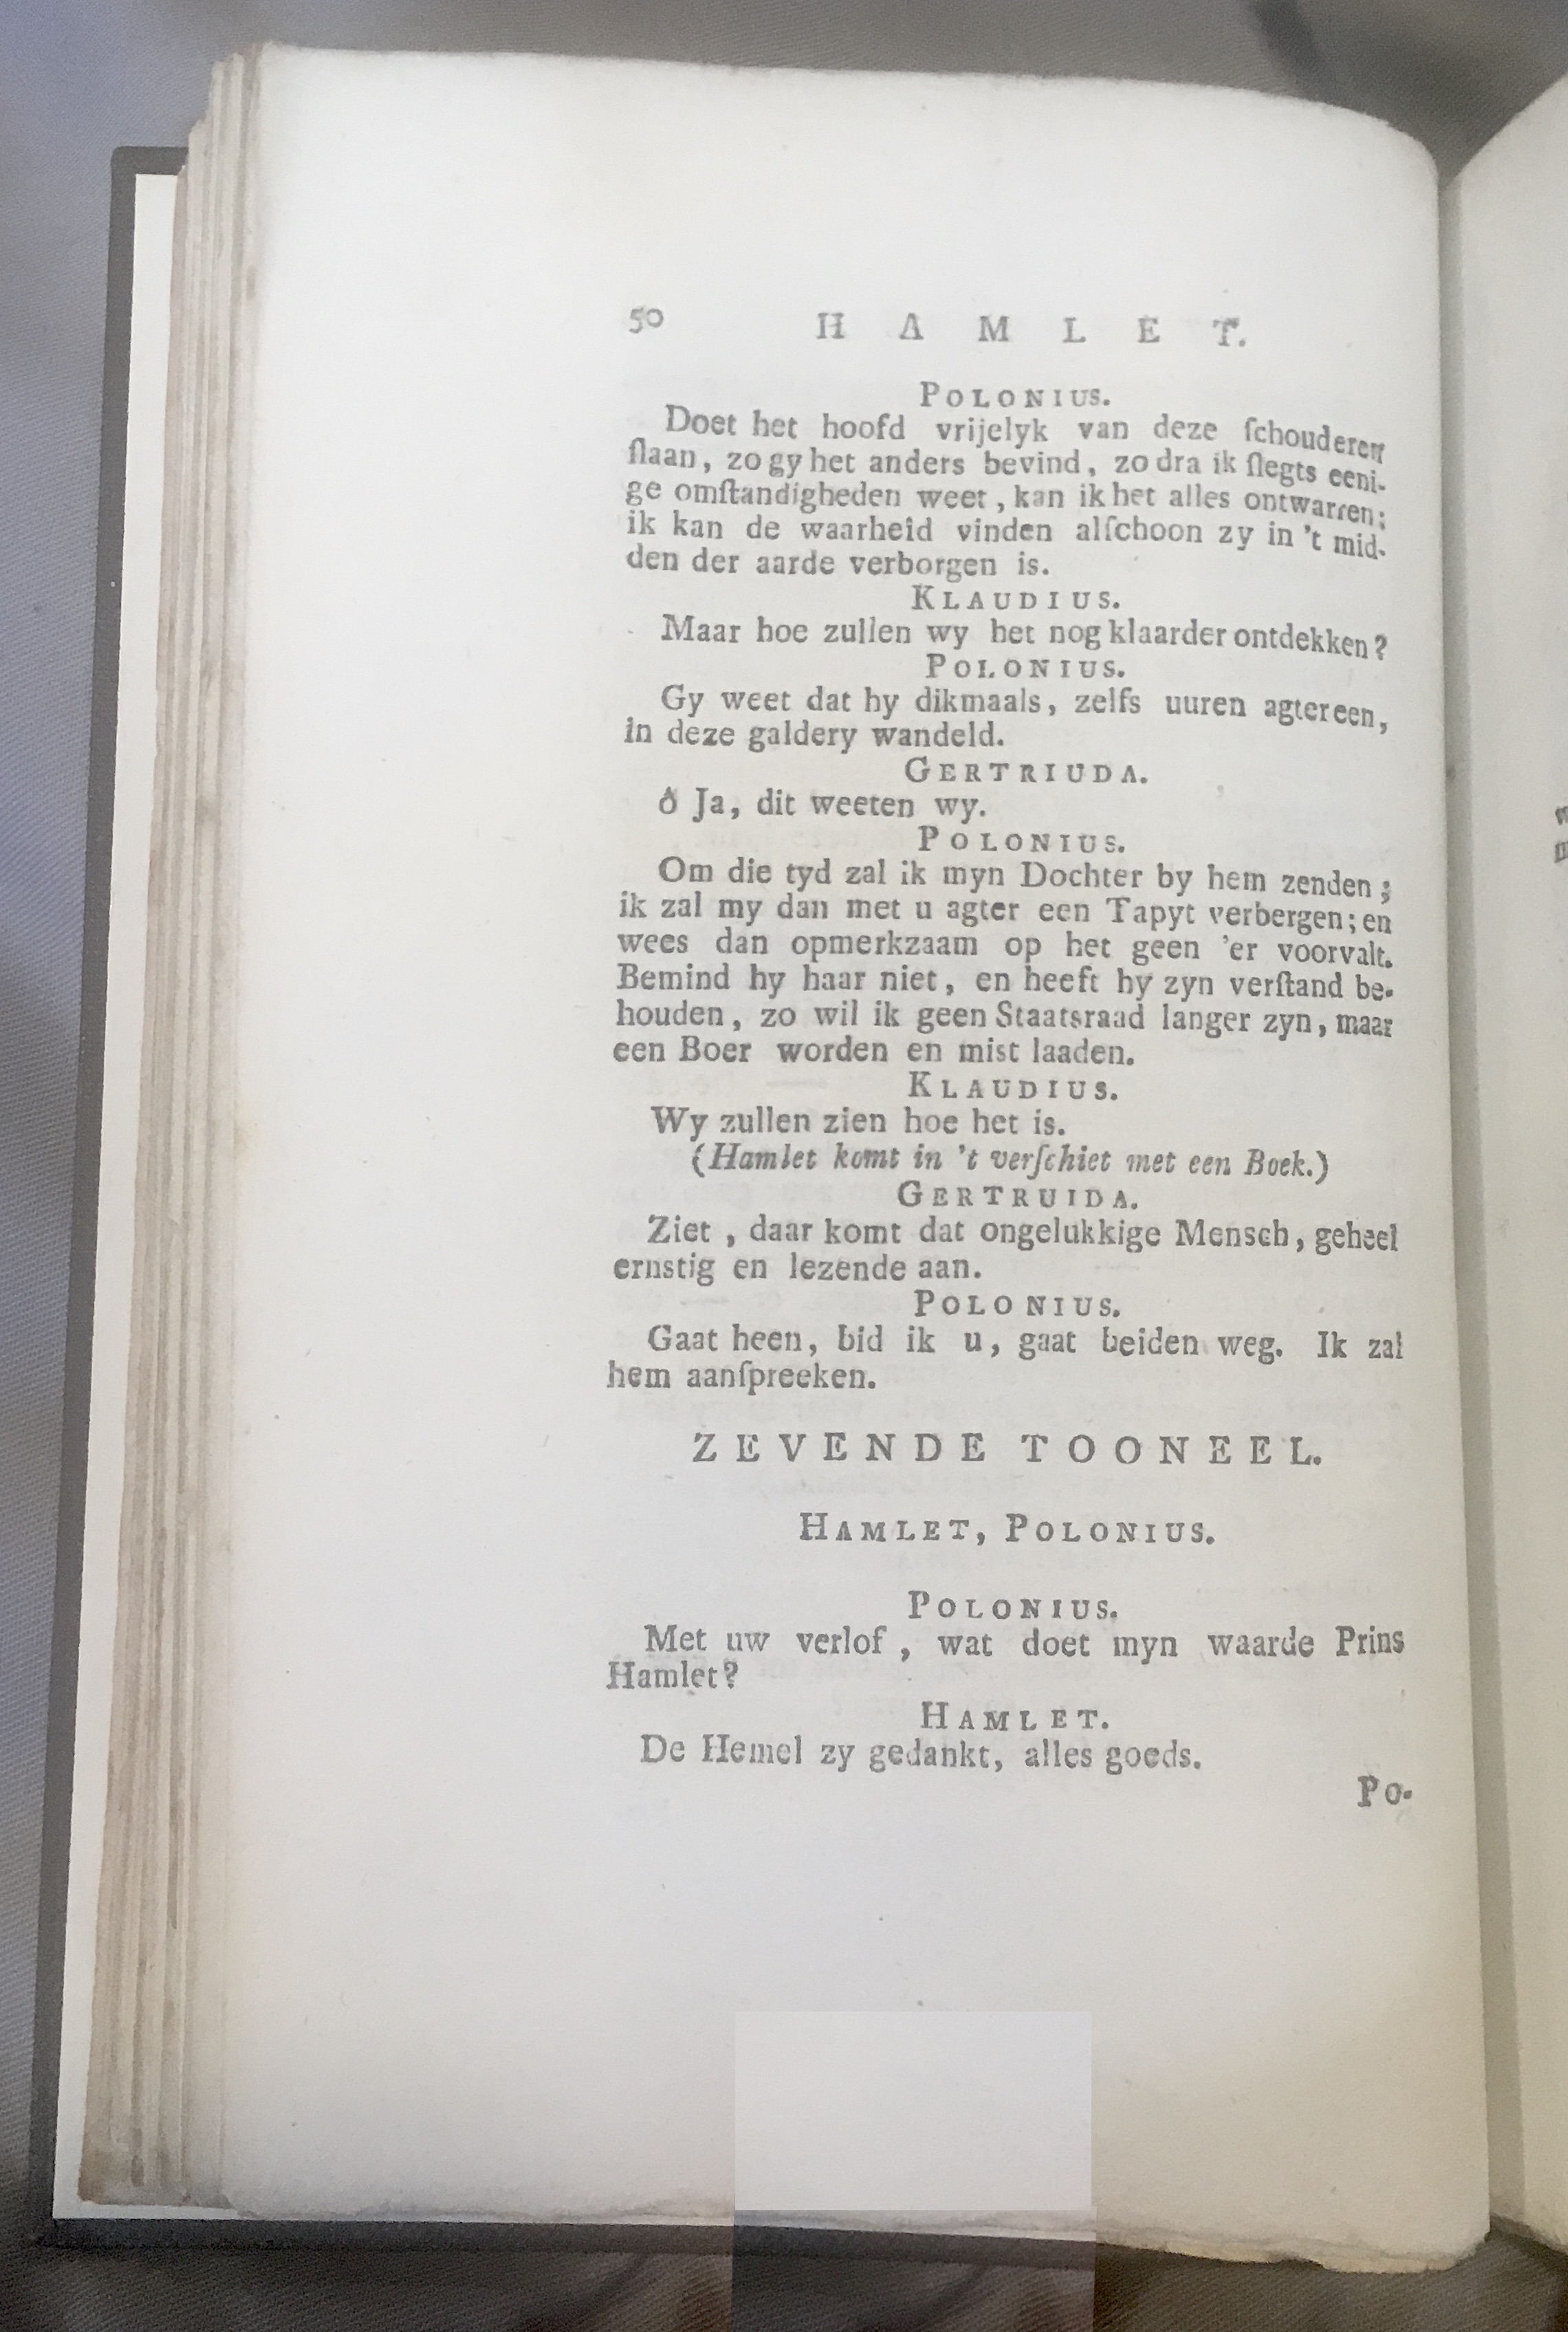 50 HAMLET.
POLONIUS.
Doet het hoofd vrijelyk van deze ſchouderen
ſlaan, zo gy het anders bevind, zo dra ik ſlegts eeni-
ge omſtandigheden weet, kan ik het alles ontwarren;
ik kan de waarheid vinden alſchoon zy in 't mid-
den der aarde verborgen is.
KLAUDIUS.
Maar hoe zullen wy het nog klaarder ontdekken?
POLONIUS.
Gy weet dat hy dikmaals, zelfs uuren agtereen,
in deze galdery wandeld.
GERTRIUDA.
ô Ja, dit weeten wy.
POLONIUS.
Om die tyd zal ik myn Dochter by hem zenden;
ik zal my dan met u agter een Tapyt verbergen; en
wees dan opmerkzaam op het geen 'er voorvalt.
Bemind hy haar niet, en heeft hy zyn verſtand be-
houden, zo wil ik geen Staatsraad langer zyn, maar
een Boer worden en mist laaden.
KLAUDIUS.
Wy zullen zien hoe het is.
(Hamlet komt in 't verſchiet met een Boek.)
GERTRUIDA.
Ziet, daar komt dat ongelukkige Mensch, geheel
ernstig en lezende aan.
POLONIUS.
Gaat heen, bid ik u, gaat beiden weg. Ik zal
hem aanſpreeken.
ZEVENDE TOONEEL.
HAMLET, POLONIUS.
POLONIUS.
Met uw verlof, wat doet myn waarde Prins
Hamlet?
HAMLET.
De Hemel zy gedankt, alles goeds.
Po-